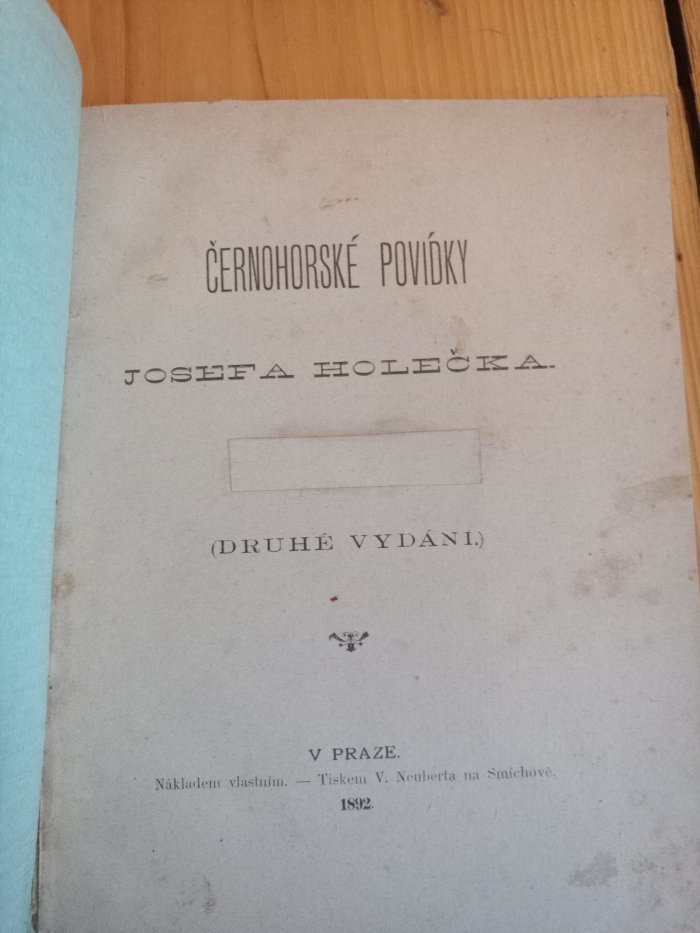 ČERNOHORSKÉ POVÍDKY
JOSEFA HOLEČKA.
(DRUHÉ VYDÁNÍ.)
V PRAZE.
Nákladem vlastním. — Tiskem V. Neuberta na Smíchově.
1892.